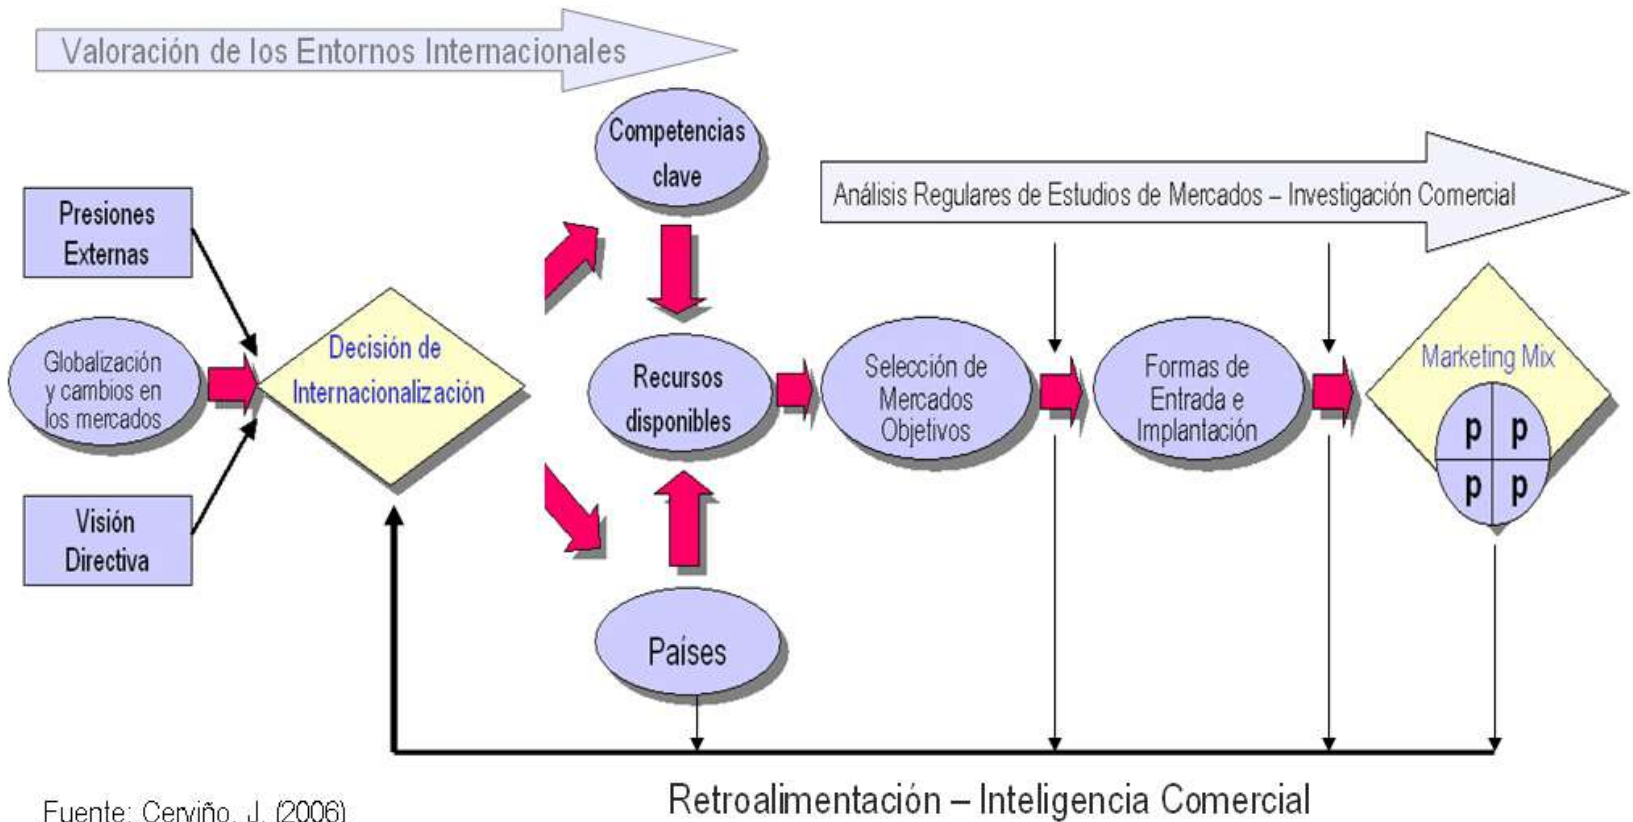 Valoración de los Entornos Internacionales
Competencias
clave
Análisis Regulares de Estudios de Mercados – Investigación Comercial
Presiones
Externas
Globalización
y cambios en
los mercados
Visión
Directiva
Decisión de
Internacionalización
Recursos
disponibles
Países
Selección de
Mercados
Objetivos
Formas de
Entrada e
Implantación
Marketing Mix
p p
p p
Retroalimentación – Inteligencia Comercial
Fuente: Cerviño, J. (2006)